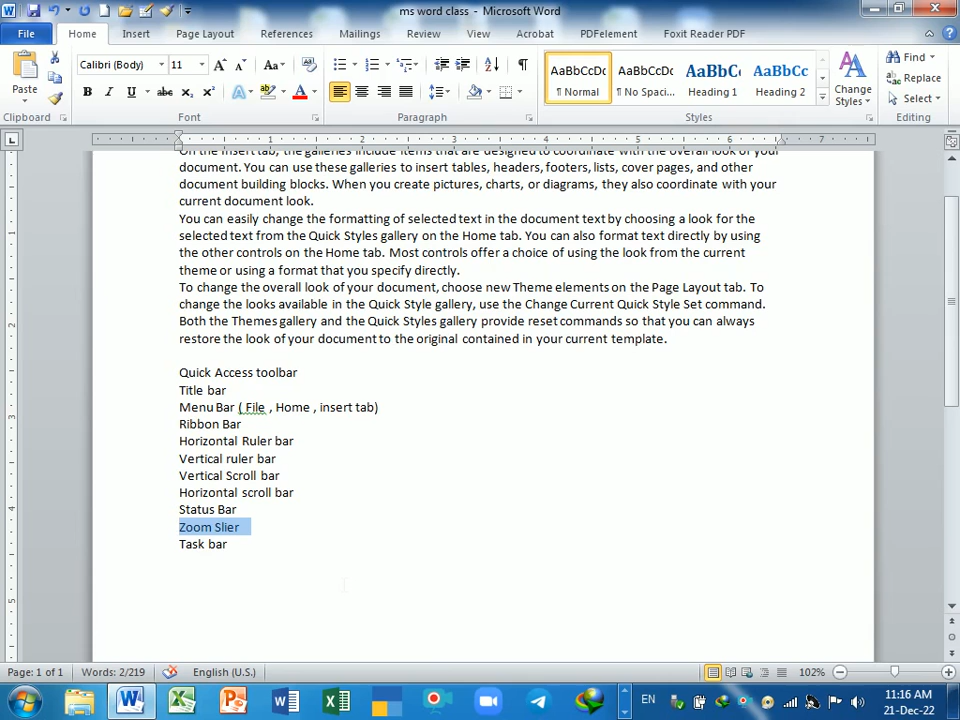 ms word class - Microsoft Word
File Home Insert Page Layout References Mailings Review View Acrobat PDFelement Foxit Reader PDF
Calibri (Body) 11
Paste
B I U abc x₂ x²
Clipboard Font Paragraph Styles Editing
AaBbCcDc AaBbCcDc AaBbCc AaBbCc
¶ Normal ¶ No Spaci... Heading 1 Heading 2
Change Styles
Find
Replace
Select
On the Insert tab, the galleries include items that are designed to coordinate with the overall look of your
document. You can use these galleries to insert tables, headers, footers, lists, cover pages, and other
document building blocks. When you create pictures, charts, or diagrams, they also coordinate with your
current document look.
You can easily change the formatting of selected text in the document text by choosing a look for the
selected text from the Quick Styles gallery on the Home tab. You can also format text directly by using
the other controls on the Home tab. Most controls offer a choice of using the look from the current
theme or using a format that you specify directly.
To change the overall look of your document, choose new Theme elements on the Page Layout tab. To
change the looks available in the Quick Style gallery, use the Change Current Quick Style Set command.
Both the Themes gallery and the Quick Styles gallery provide reset commands so that you can always
restore the look of your document to the original contained in your current template.
Quick Access toolbar
Title bar
Menu Bar ( File , Home , insert tab)
Ribbon Bar
Horizontal Ruler bar
Vertical ruler bar
Vertical Scroll bar
Horizontal scroll bar
Status Bar
Zoom Slier
Task bar
Page: 1 of 1 Words: 2/219 English (U.S.) 102%
EN 11:16 AM
21-Dec-22